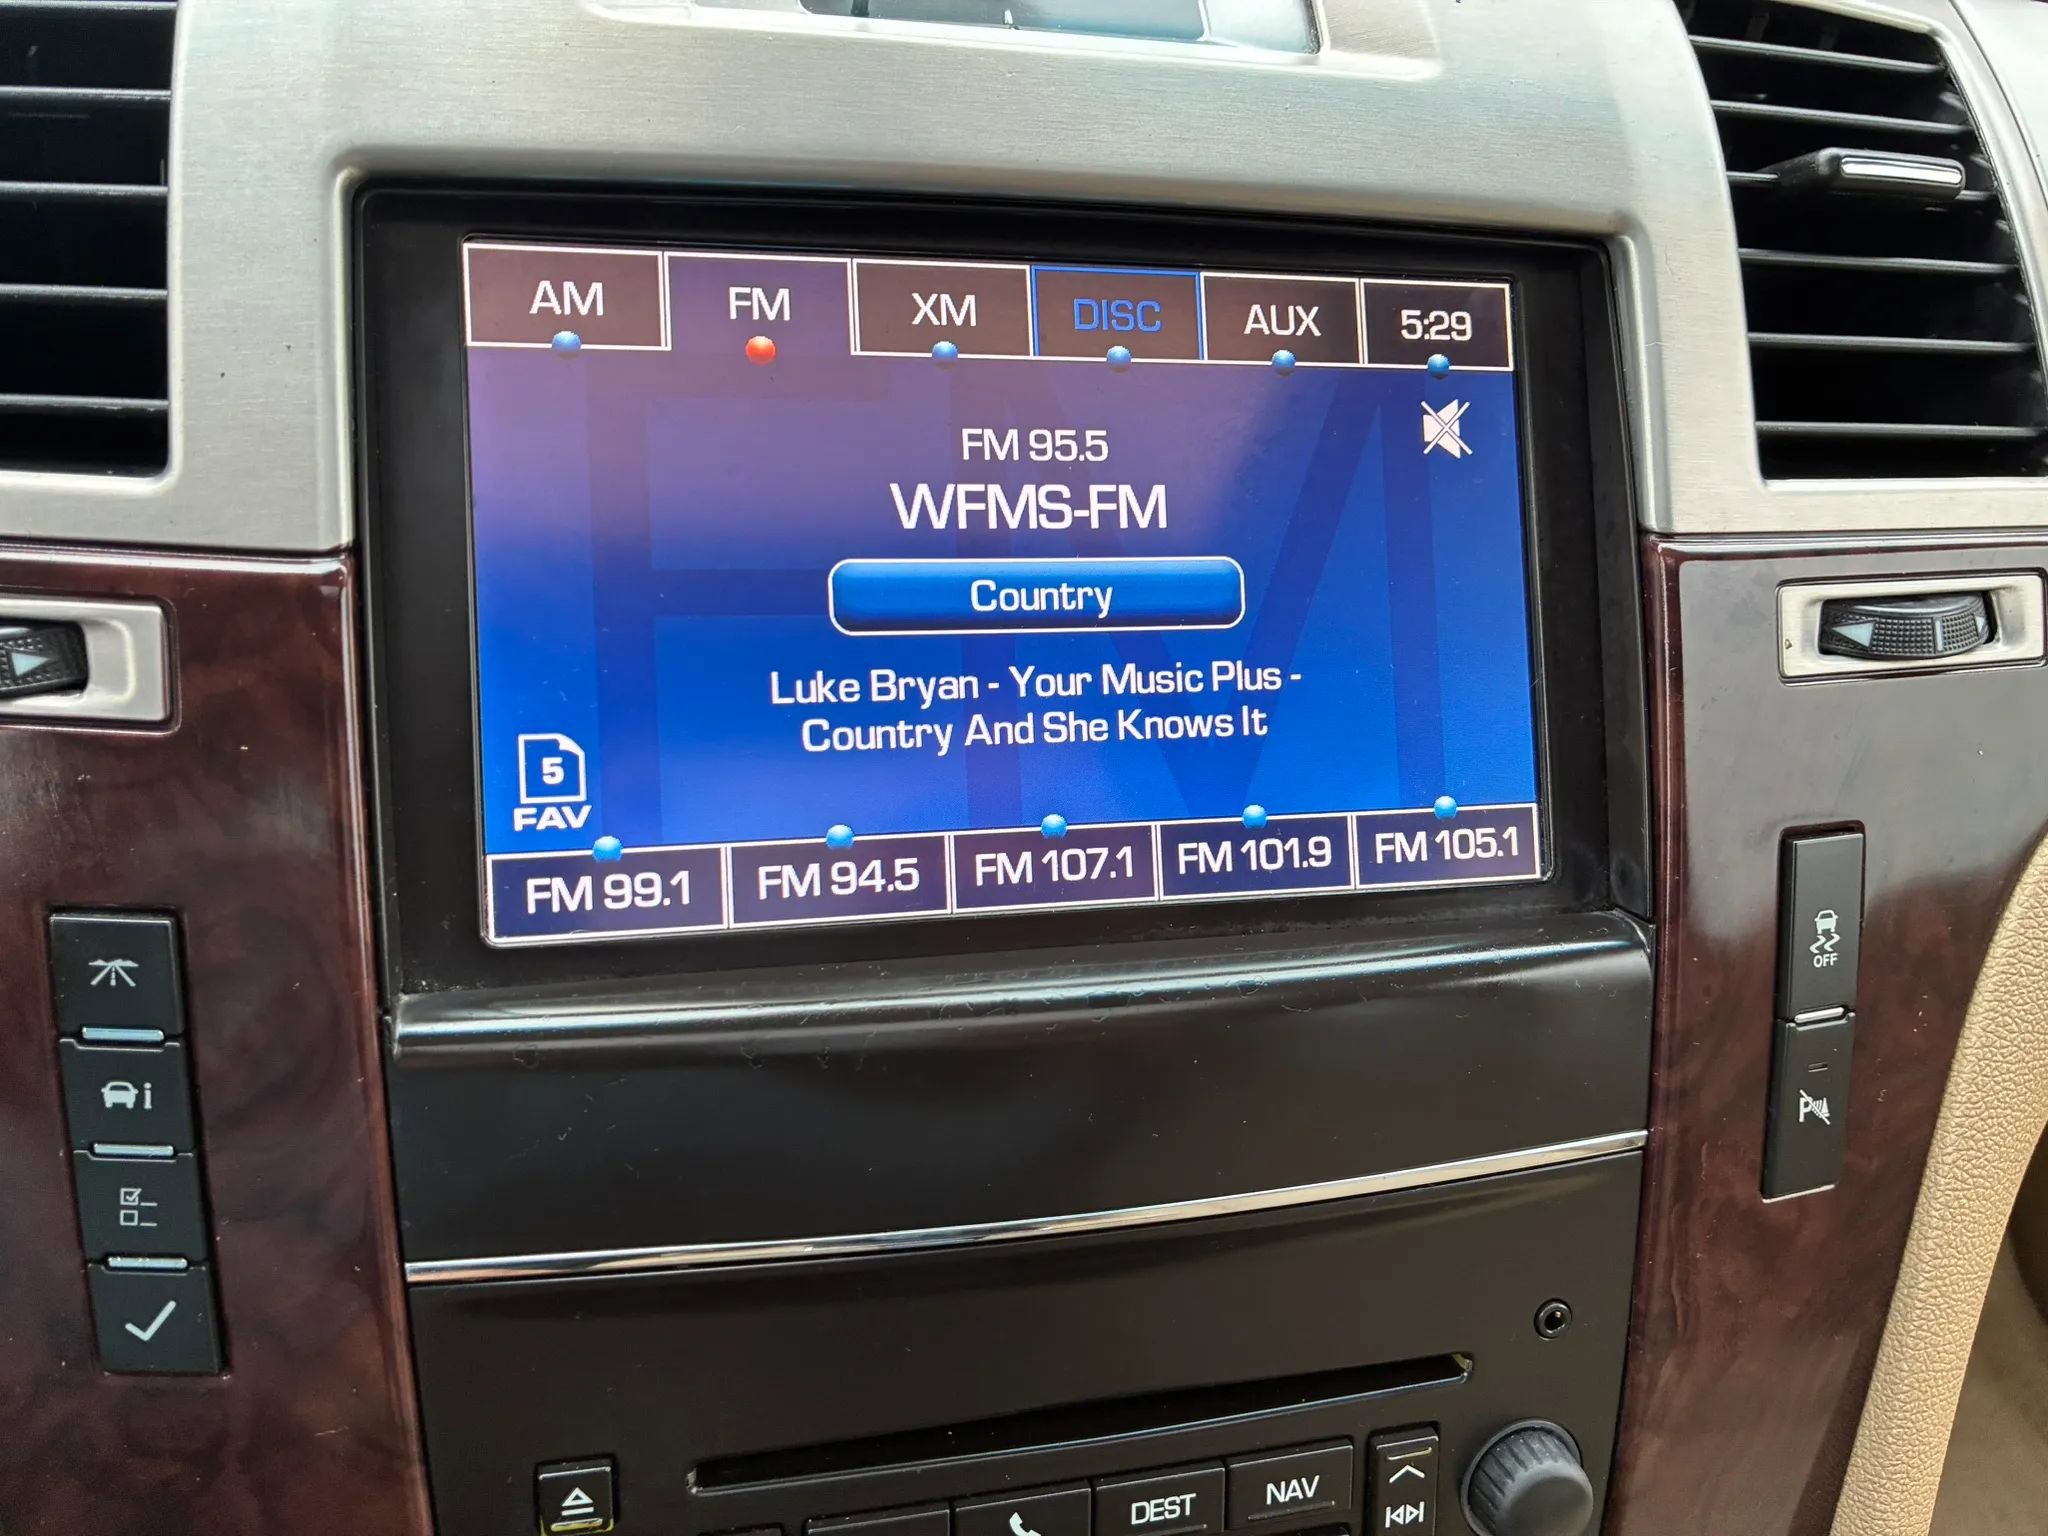 AM FM XM DISC AUX 5:29
FM 95.5
WFMS-FM
Country
Luke Bryan - Your Music Plus -
Country And She Knows It
5
FAV
FM 99.1 FM 94.5 FM 107.1 FM 101.9 FM 105.1
OFF
i
P
DEST NAV